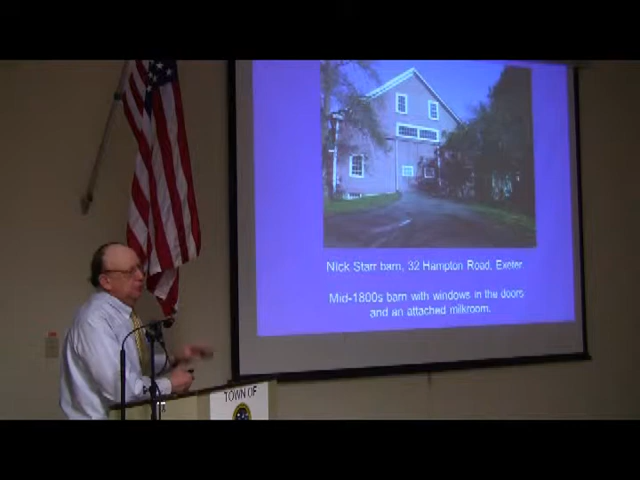 Nick Starr barn, 32 Hampton Road, Exeter
Mid-1800s barn with windows in the doors
and an attached milkroom.
TOWN OF